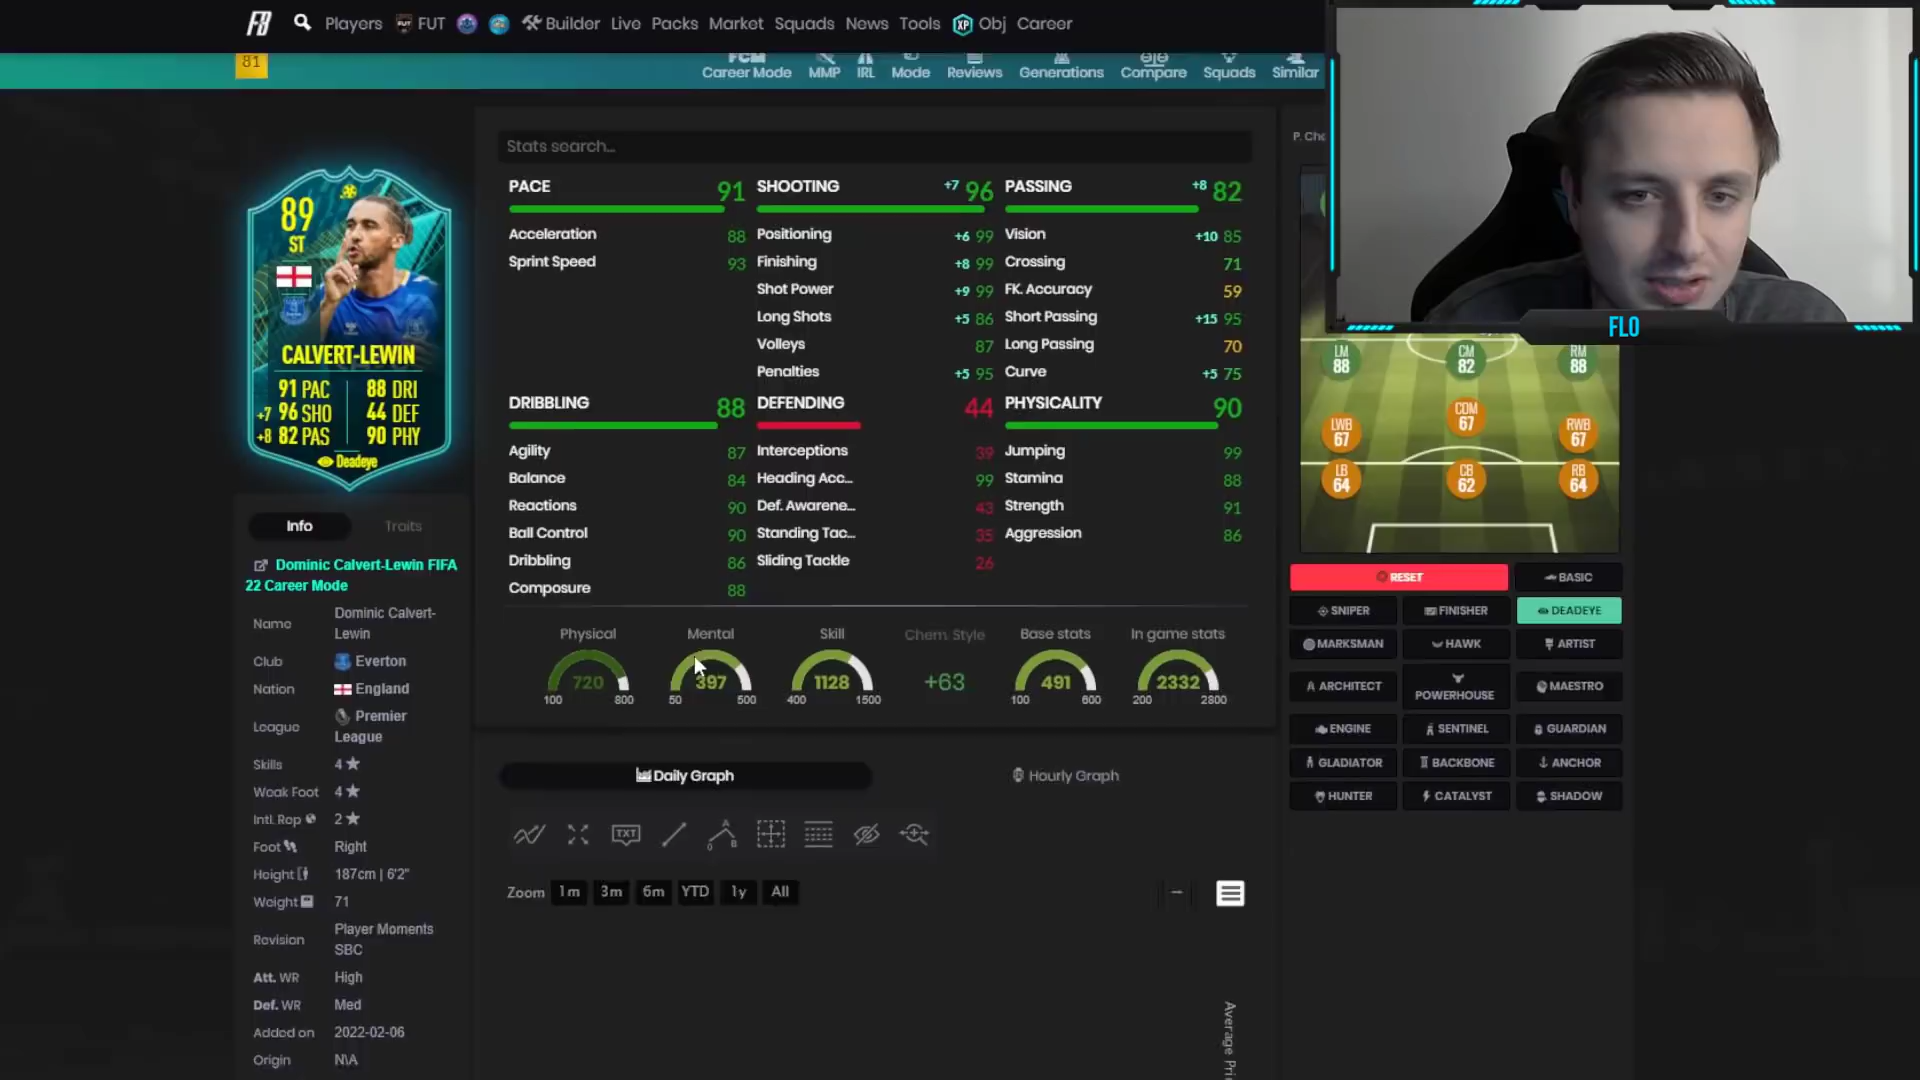 FB Players FUT Builder Live Packs Market Squads News Tools XP Obj Career
81
Career Mode MMP IRL Mode Reviews Generations Compare Squads Similar
Stats search...
89
ST
CALVERT-LEWIN
91 PAC 88 DRI
+7 96 SHO 44 DEF
+8 82 PAS 90 PHY
Deadeye
Info Traits
Dominic Calvert-Lewin FIFA
22 Career Mode
Name Dominic Calvert-
Lewin
Club Everton
Nation England
League Premier
League
Skills 4★
Weak Foot 4★
Intl. Rep 2★
Foot Right
Height 187cm | 6'2"
Weight 71
Revision Player Moments
SBC
Att. WR High
Def. WR Med
Added on 2022-02-06
Origin N\A
PACE 91
Acceleration 88
Sprint Speed 93
SHOOTING +7 96
Positioning +6 99
Finishing +8 99
Shot Power +9 99
Long Shots +5 86
Volleys 87
Penalties +5 95
PASSING +8 82
Vision +10 85
Crossing 71
FK. Accuracy 59
Short Passing +15 95
Long Passing 70
Curve +5 75
DRIBBLING 88
Agility 87
Balance 84
Reactions 90
Ball Control 90
Dribbling 86
Composure 88
DEFENDING 44
Interceptions 39
Heading Acc... 99
Def. Awarene... 43
Standing Tac... 35
Sliding Tackle 26
PHYSICALITY 90
Jumping 99
Stamina 88
Strength 91
Aggression 86
Physical Mental Skill Chem. Style Base stats In game stats
720 397 1128 +63 491 2332
100 800 50 500 400 1500 100 600 200 2800
Daily Graph Hourly Graph
TXT
Zoom 1m 3m 6m YTD 1y All
P. Che
FLO
LM
88
CM
82
RM
88
LWB
67
CDM
67
RWB
67
LB
64
CB
62
RB
64
RESET BASIC
SNIPER FINISHER DEADEYE
MARKSMAN HAWK ARTIST
ARCHITECT POWERHOUSE MAESTRO
ENGINE SENTINEL GUARDIAN
GLADIATOR BACKBONE ANCHOR
HUNTER CATALYST SHADOW